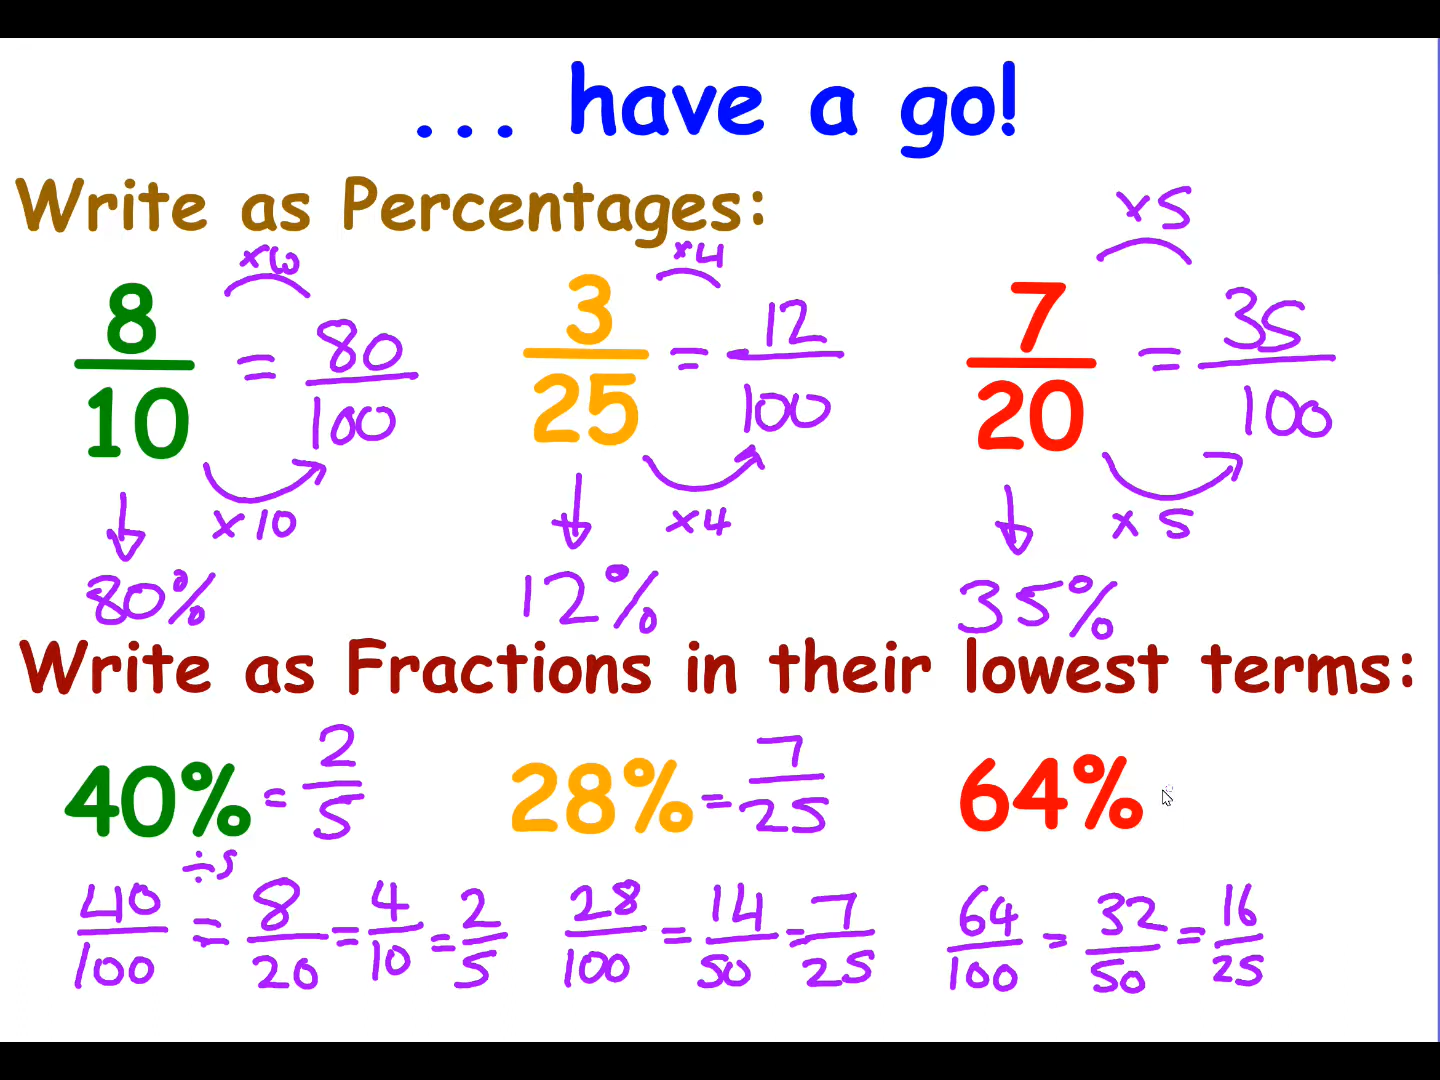 ... have a go!
Write as Percentages:
×10 ×4 ×5
8/10 = 80/100 3/25 = 12/100 7/20 = 35/100
×10 ×4 ×5
80% 12% 35%
Write as Fractions in their lowest terms:
40% = 2/5 28% = 7/25 64%
÷5
40/100 = 8/20 = 4/10 = 2/5 28/100 = 14/50 = 7/25 64/100 = 32/50 = 16/25